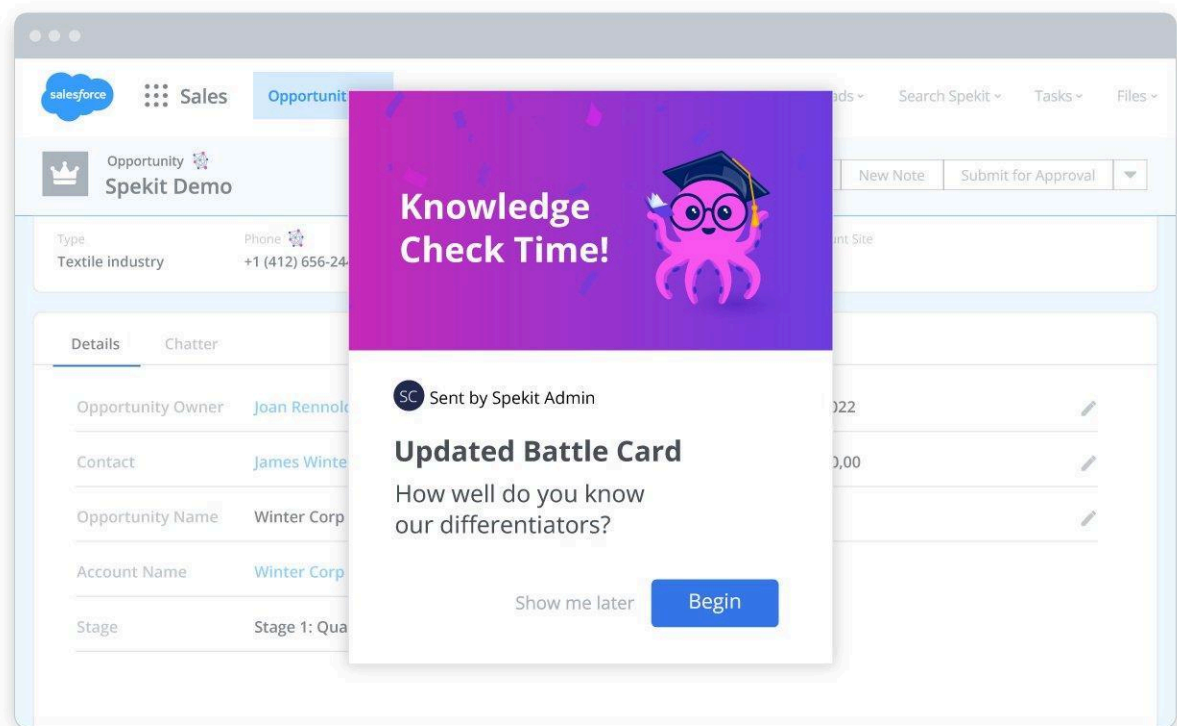 salesforce
Sales
Opportunit
ads
Search Spekit
Tasks
Files
Opportunity
Spekit Demo
New Note
Submit for Approval
Type
Textile industry
Phone
+1 (412) 656-24
unt Site
Knowledge
Check Time!
Details
Chatter
SC Sent by Spekit Admin
Updated Battle Card
How well do you know
our differentiators?
Show me later
Begin
Opportunity Owner
Joan Rennol
022
Contact
James Winte
0,00
Opportunity Name
Winter Corp
Account Name
Winter Corp
Stage
Stage 1: Qua